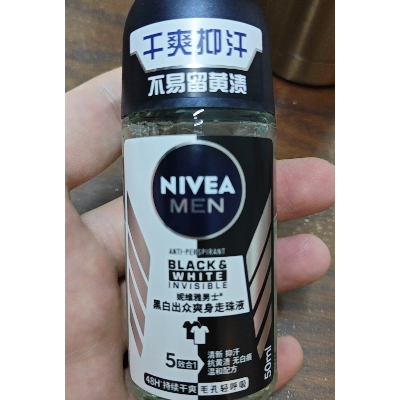 干爽抑汗
不易留黄渍
NIVEA
MEN
ANTI-PERSPIRANT
BLACK &
WHITE
INVISIBLE
妮维雅男士®
黑白出众爽身走珠液
5效合1
清新 抑汗
抗黄渍 无白痕
温和配方
48H*持续干爽 毛孔轻呼吸
50ml